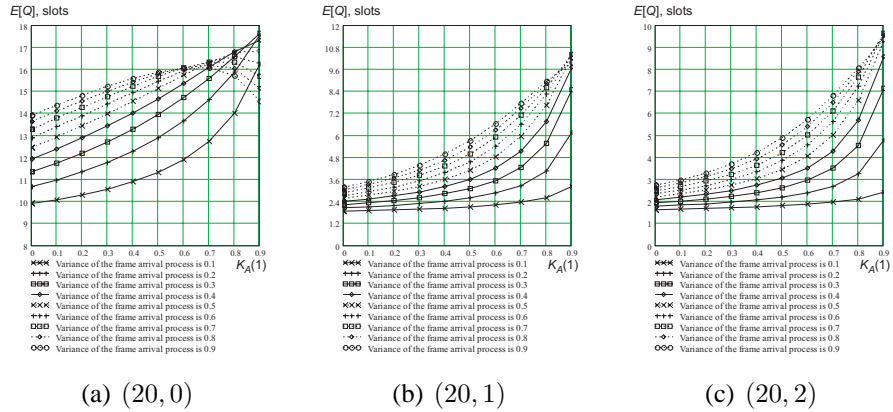 E[Q], slots
18
17
16
15
14
13
12
11
10
9
8
0 0.1 0.2 0.3 0.4 0.5 0.6 0.7 0.8 0.9
K_A(1)
Variance of the frame arrival process is 0.1
Variance of the frame arrival process is 0.2
Variance of the frame arrival process is 0.3
Variance of the frame arrival process is 0.4
Variance of the frame arrival process is 0.5
Variance of the frame arrival process is 0.6
Variance of the frame arrival process is 0.7
Variance of the frame arrival process is 0.8
Variance of the frame arrival process is 0.9
(a) (20, 0)
E[Q], slots
12
10.8
9.6
8.4
7.2
6
4.8
3.6
2.4
1.2
0
0 0.1 0.2 0.3 0.4 0.5 0.6 0.7 0.8 0.9
K_A(1)
Variance of the frame arrival process is 0.1
Variance of the frame arrival process is 0.2
Variance of the frame arrival process is 0.3
Variance of the frame arrival process is 0.4
Variance of the frame arrival process is 0.5
Variance of the frame arrival process is 0.6
Variance of the frame arrival process is 0.7
Variance of the frame arrival process is 0.8
Variance of the frame arrival process is 0.9
(b) (20, 1)
E[Q], slots
10
9
8
7
6
5
4
3
2
1
0
0 0.1 0.2 0.3 0.4 0.5 0.6 0.7 0.8 0.9
K_A(1)
Variance of the frame arrival process is 0.1
Variance of the frame arrival process is 0.2
Variance of the frame arrival process is 0.3
Variance of the frame arrival process is 0.4
Variance of the frame arrival process is 0.5
Variance of the frame arrival process is 0.6
Variance of the frame arrival process is 0.7
Variance of the frame arrival process is 0.8
Variance of the frame arrival process is 0.9
(c) (20, 2)